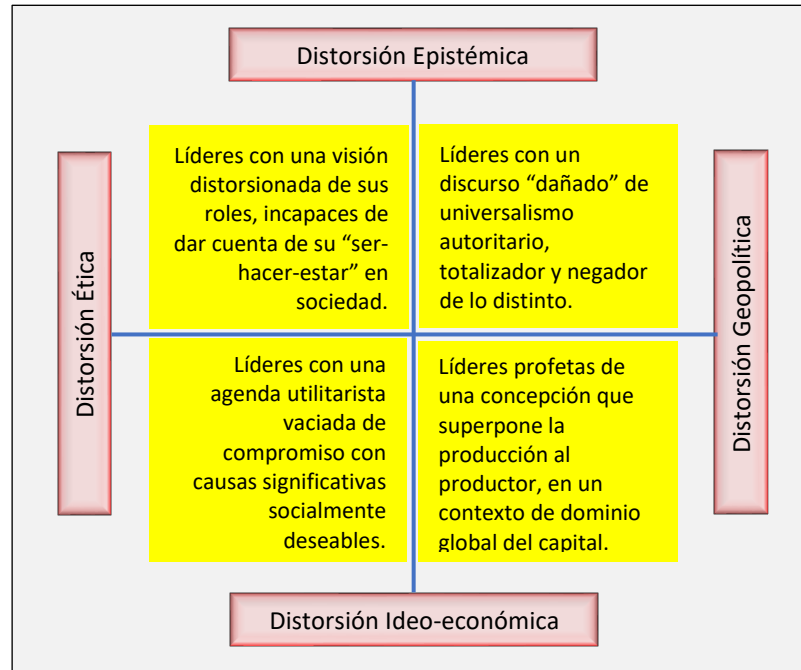 Distorsión Epistémica
Distorsión Ética
Líderes con una visión
distorsionada de sus
roles, incapaces de
dar cuenta de su “ser-
hacer-estar” en
sociedad.
Líderes con un
discurso “dañado” de
universalismo
autoritario,
totalizador y negador
de lo distinto.
Líderes con una
agenda utilitarista
vaciada de
compromiso con
causas significativas
socialmente
deseables.
Líderes profetas de
una concepción que
superpone la
producción al
productor, en un
contexto de dominio
global del capital.
Distorsión Geopolítica
Distorsión Ideo-económica